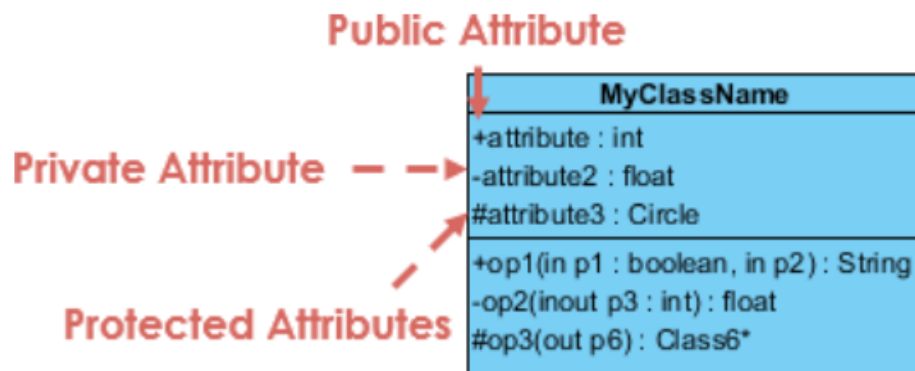 Public Attribute
MyClassName
+attribute : int
Private Attribute
-attribute2 : float
#attribute3 : Circle
+op1(in p1 : boolean, in p2) : String
-op2(inout p3 : int) : float
Protected Attributes
#op3(out p6) : Class6*